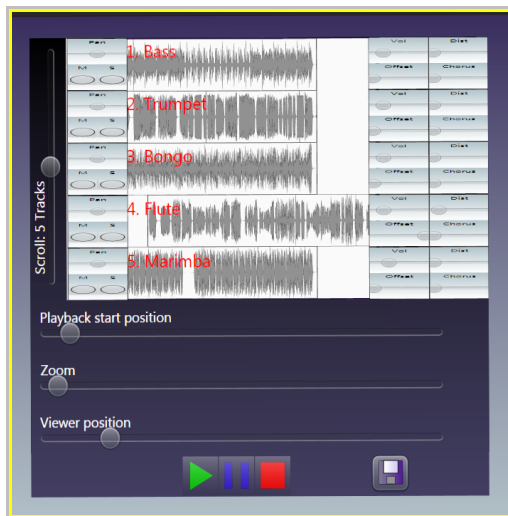 Pan
1. Bass
Vol
Dist
M
S
Offset
Chorus
Pan
2. Trumpet
Vol
Dist
M
S
Offset
Chorus
Pan
3. Bongo
Vol
Dist
M
S
Offset
Chorus
Pan
4. Flute
Vol
Dist
M
S
Offset
Chorus
Pan
5. Marimba
Vol
Dist
M
S
Offset
Chorus
Scroll: 5 Tracks
Playback start position
Zoom
Viewer position